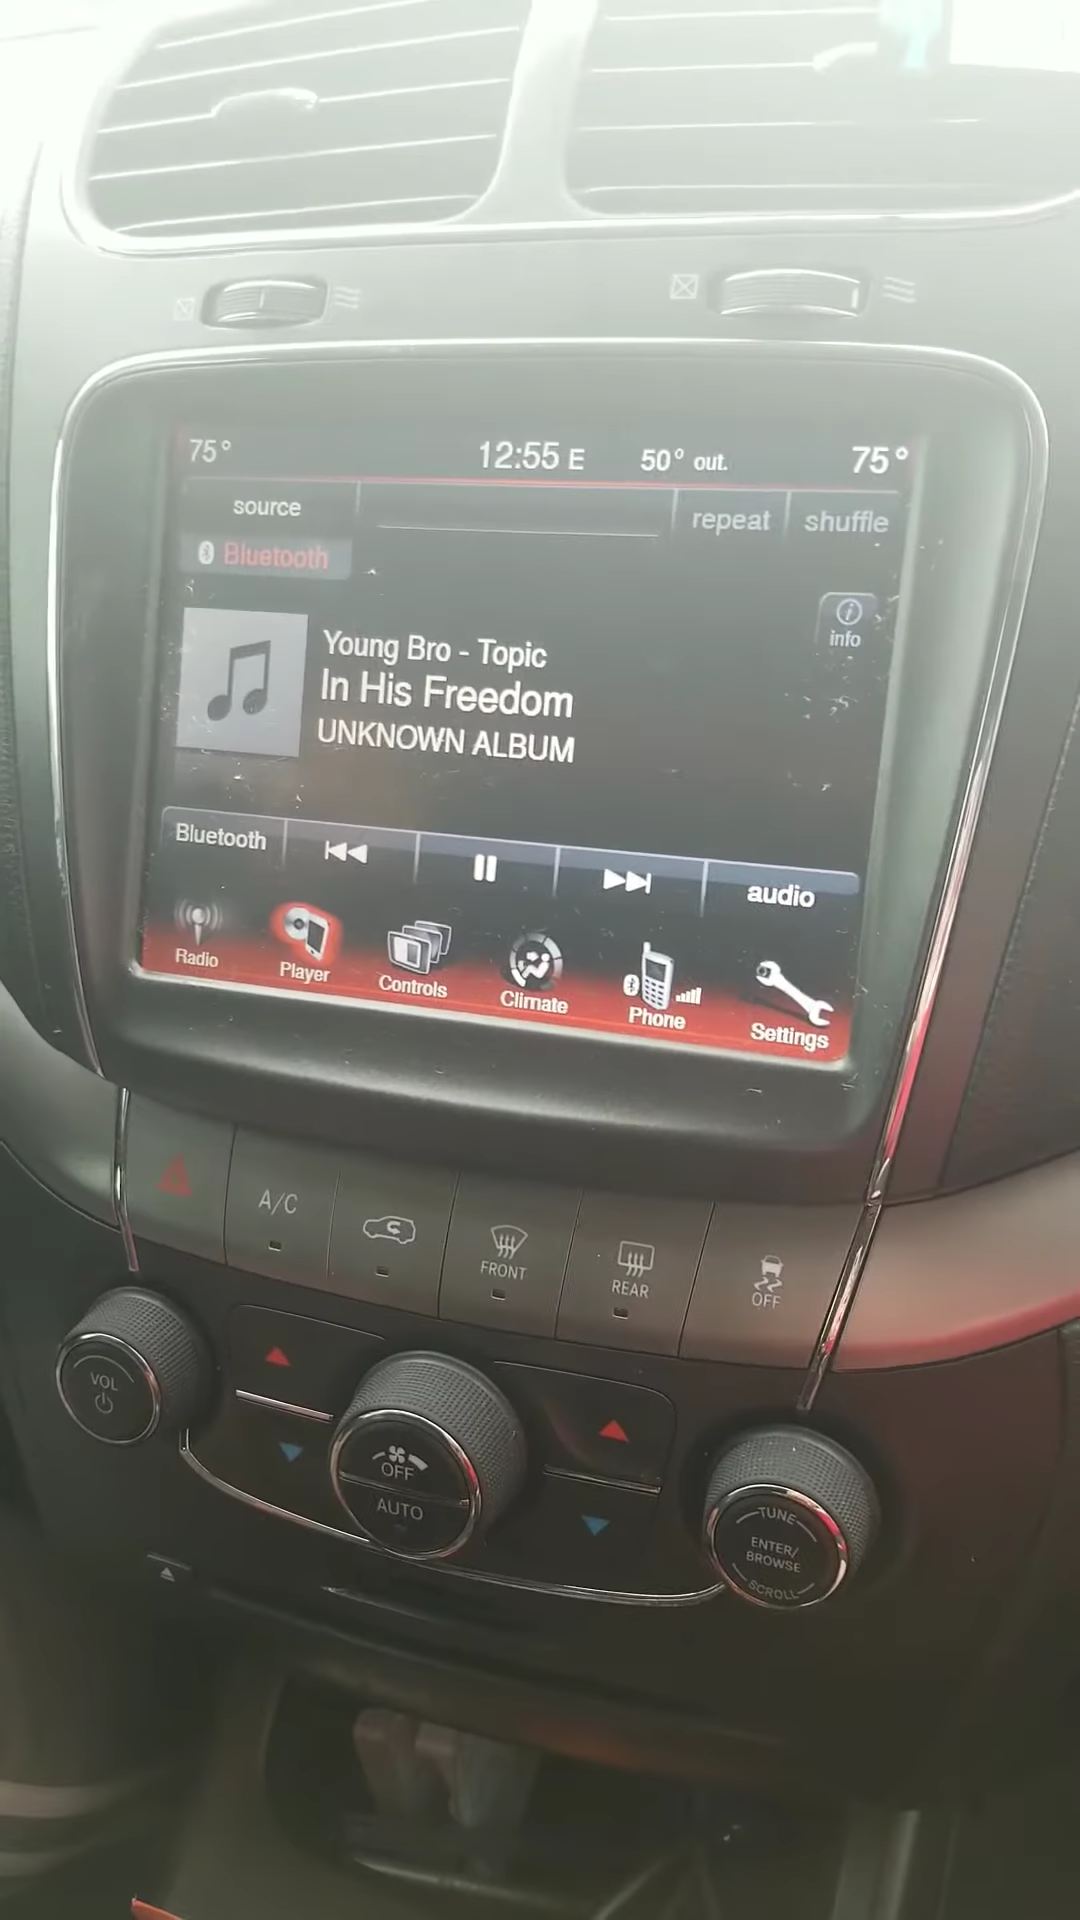 75° 12:55 E 50° out. 75°
source repeat shuffle
Bluetooth
info
Young Bro - Topic
In His Freedom
UNKNOWN ALBUM
Bluetooth audio
Radio Player Controls Climate Phone Settings
A/C FRONT REAR OFF
VOL
OFF
AUTO
TUNE
ENTER/
BROWSE
SCROLL